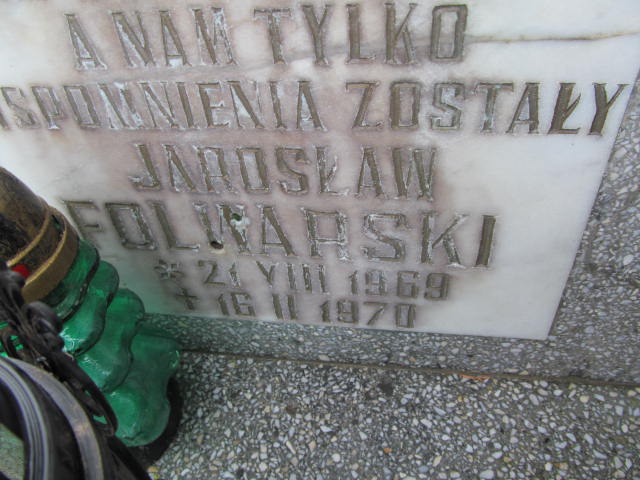 A NAM TYLKO
WSPOMNIENIA ZOSTAŁY
JAROSŁAW
FOLWARSKI
* 21 VIII 1969
+ 16 II 1970